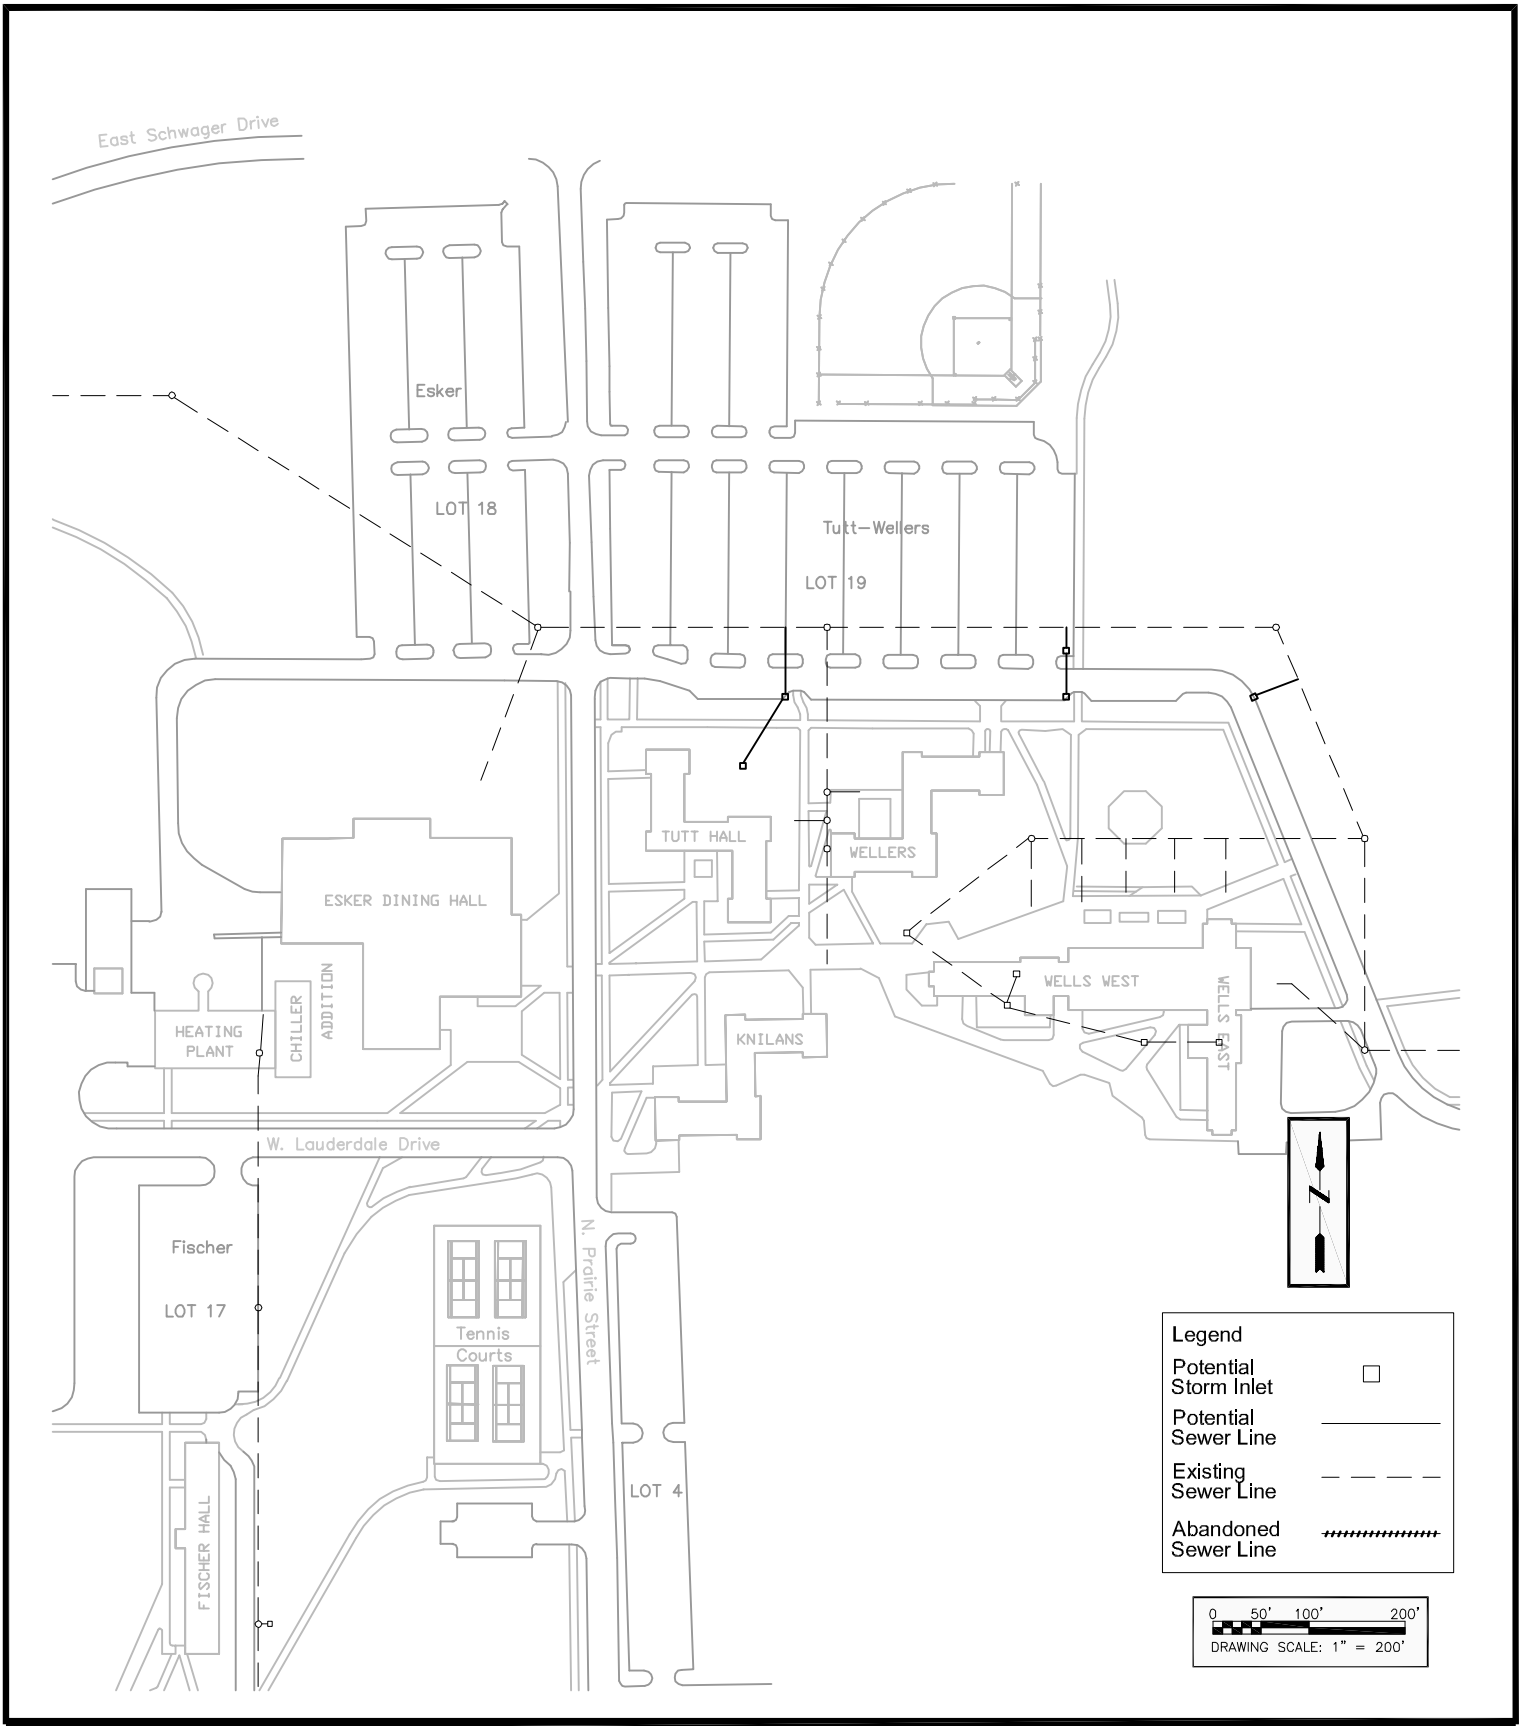 East Schwager Drive
Esker
LOT 18
Tutt-Wellers
LOT 19
TUTT HALL
WELLERS
ESKER DINING HALL
WELLS WEST
WELLS EAST
CHILLER
ADDITION
HEATING
PLANT
KNILANS
W. Lauderdale Drive
N. Prairie Street
Fischer
LOT 17
Tennis
Courts
LOT 4
FISCHER HALL
N
Legend
Potential
Storm Inlet
Potential
Sewer Line
Existing
Sewer Line
Abandoned
Sewer Line
0 50' 100' 200'
DRAWING SCALE: 1" = 200'